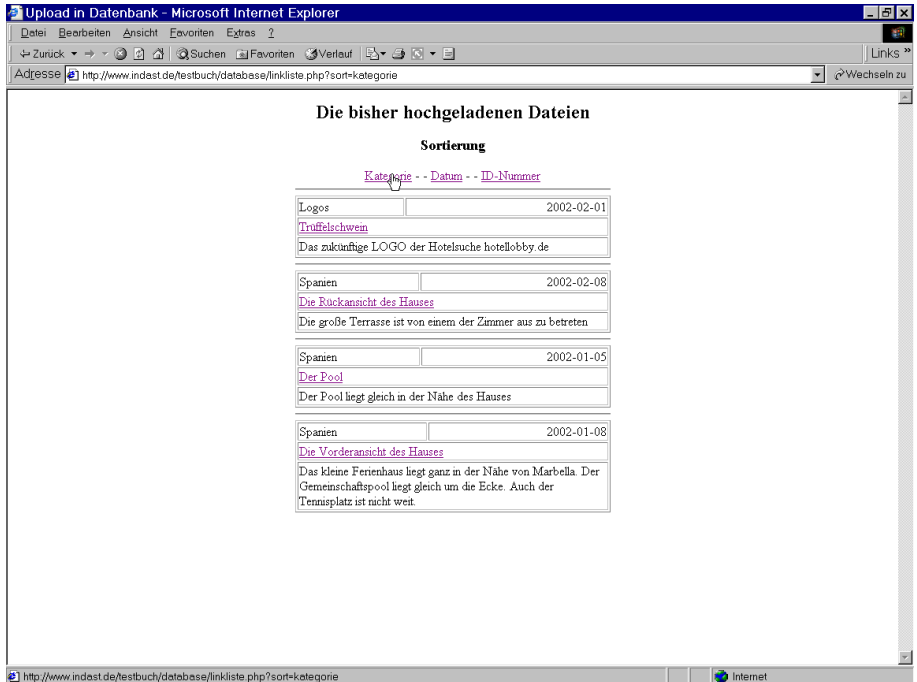 Upload in Datenbank - Microsoft Internet Explorer
Datei Bearbeiten Ansicht Favoriten Extras ?
Zurück Suchen Favoriten Verlauf Links »
Adresse http://www.indast.de/testbuch/database/linkliste.php?sort=kategorie Wechseln zu
Die bisher hochgeladenen Dateien
Sortierung
Kategorie - - Datum - - ID-Nummer
Logos 2002-02-01
Trüffelschwein
Das zukünftige LOGO der Hotelsuche hotellobby.de
Spanien 2002-02-08
Die Rückansicht des Hauses
Die große Terrasse ist von einem der Zimmer aus zu betreten
Spanien 2002-01-05
Der Pool
Der Pool liegt gleich in der Nähe des Hauses
Spanien 2002-01-08
Die Vorderansicht des Hauses
Das kleine Ferienhaus liegt ganz in der Nähe von Marbella. Der
Gemeinschaftspool liegt gleich um die Ecke. Auch der
Tennisplatz ist nicht weit.
http://www.indast.de/testbuch/database/linkliste.php?sort=kategorie Internet